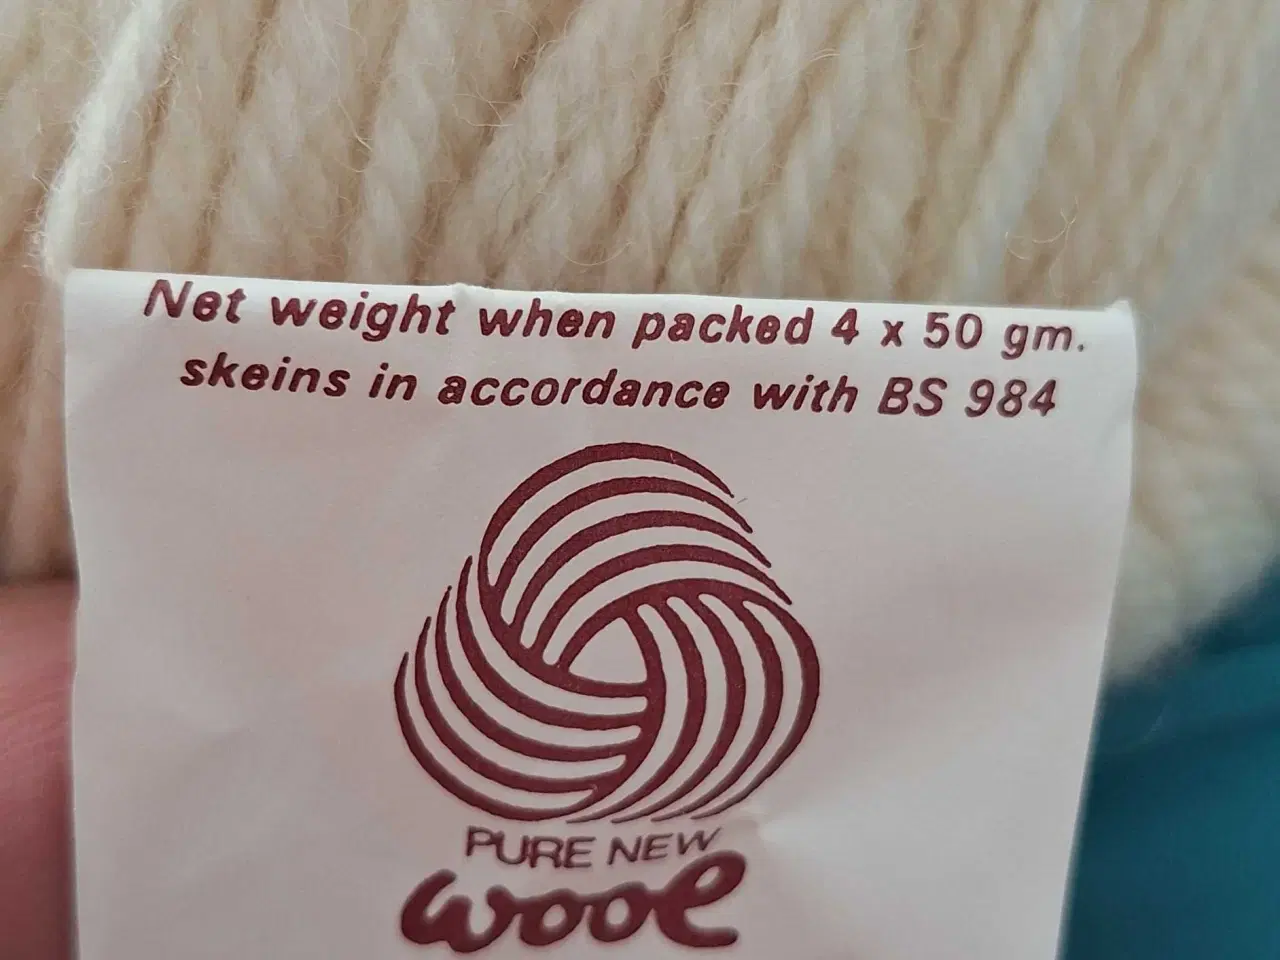 Net weight when packed 4 x 50 gm.
skeins in accordance with BS 984
PURE NEW
wool